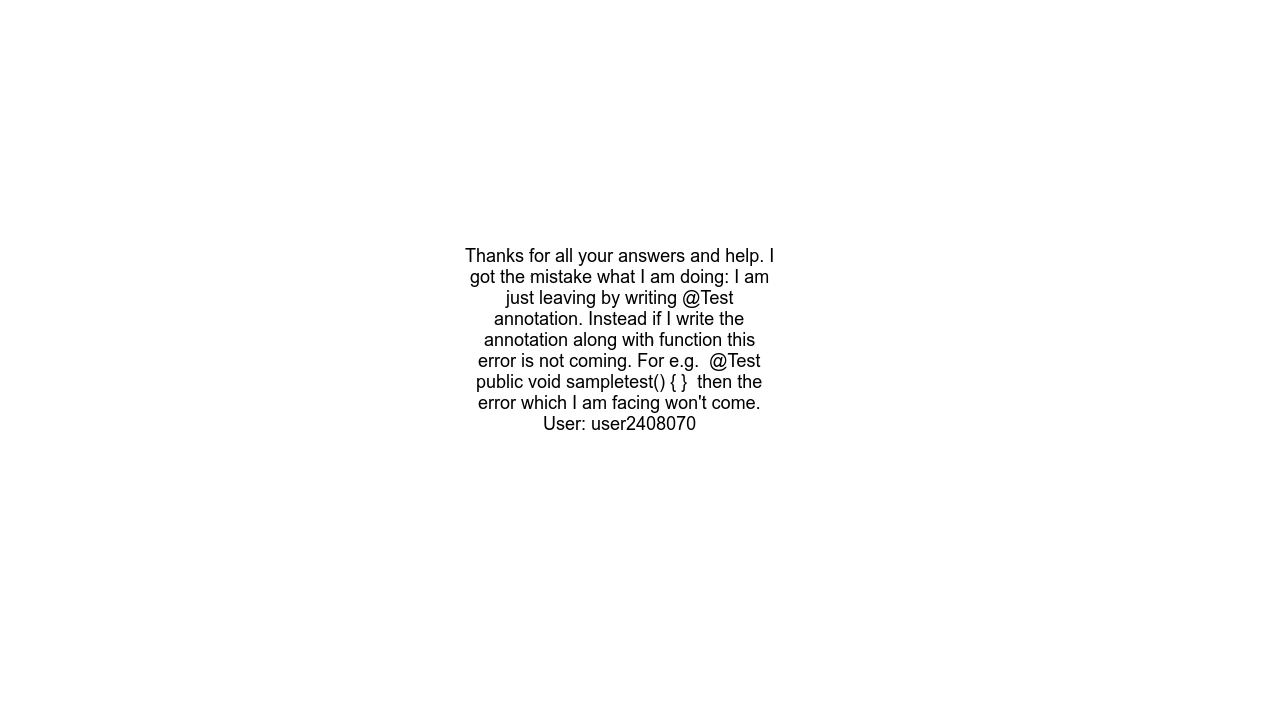 Thanks for all your answers and help. I
got the mistake what I am doing: I am
just leaving by writing @Test
annotation. Instead if I write the
annotation along with function this
error is not coming. For e.g.  @Test
public void sampletest() { }  then the
error which I am facing won't come.
User: user2408070